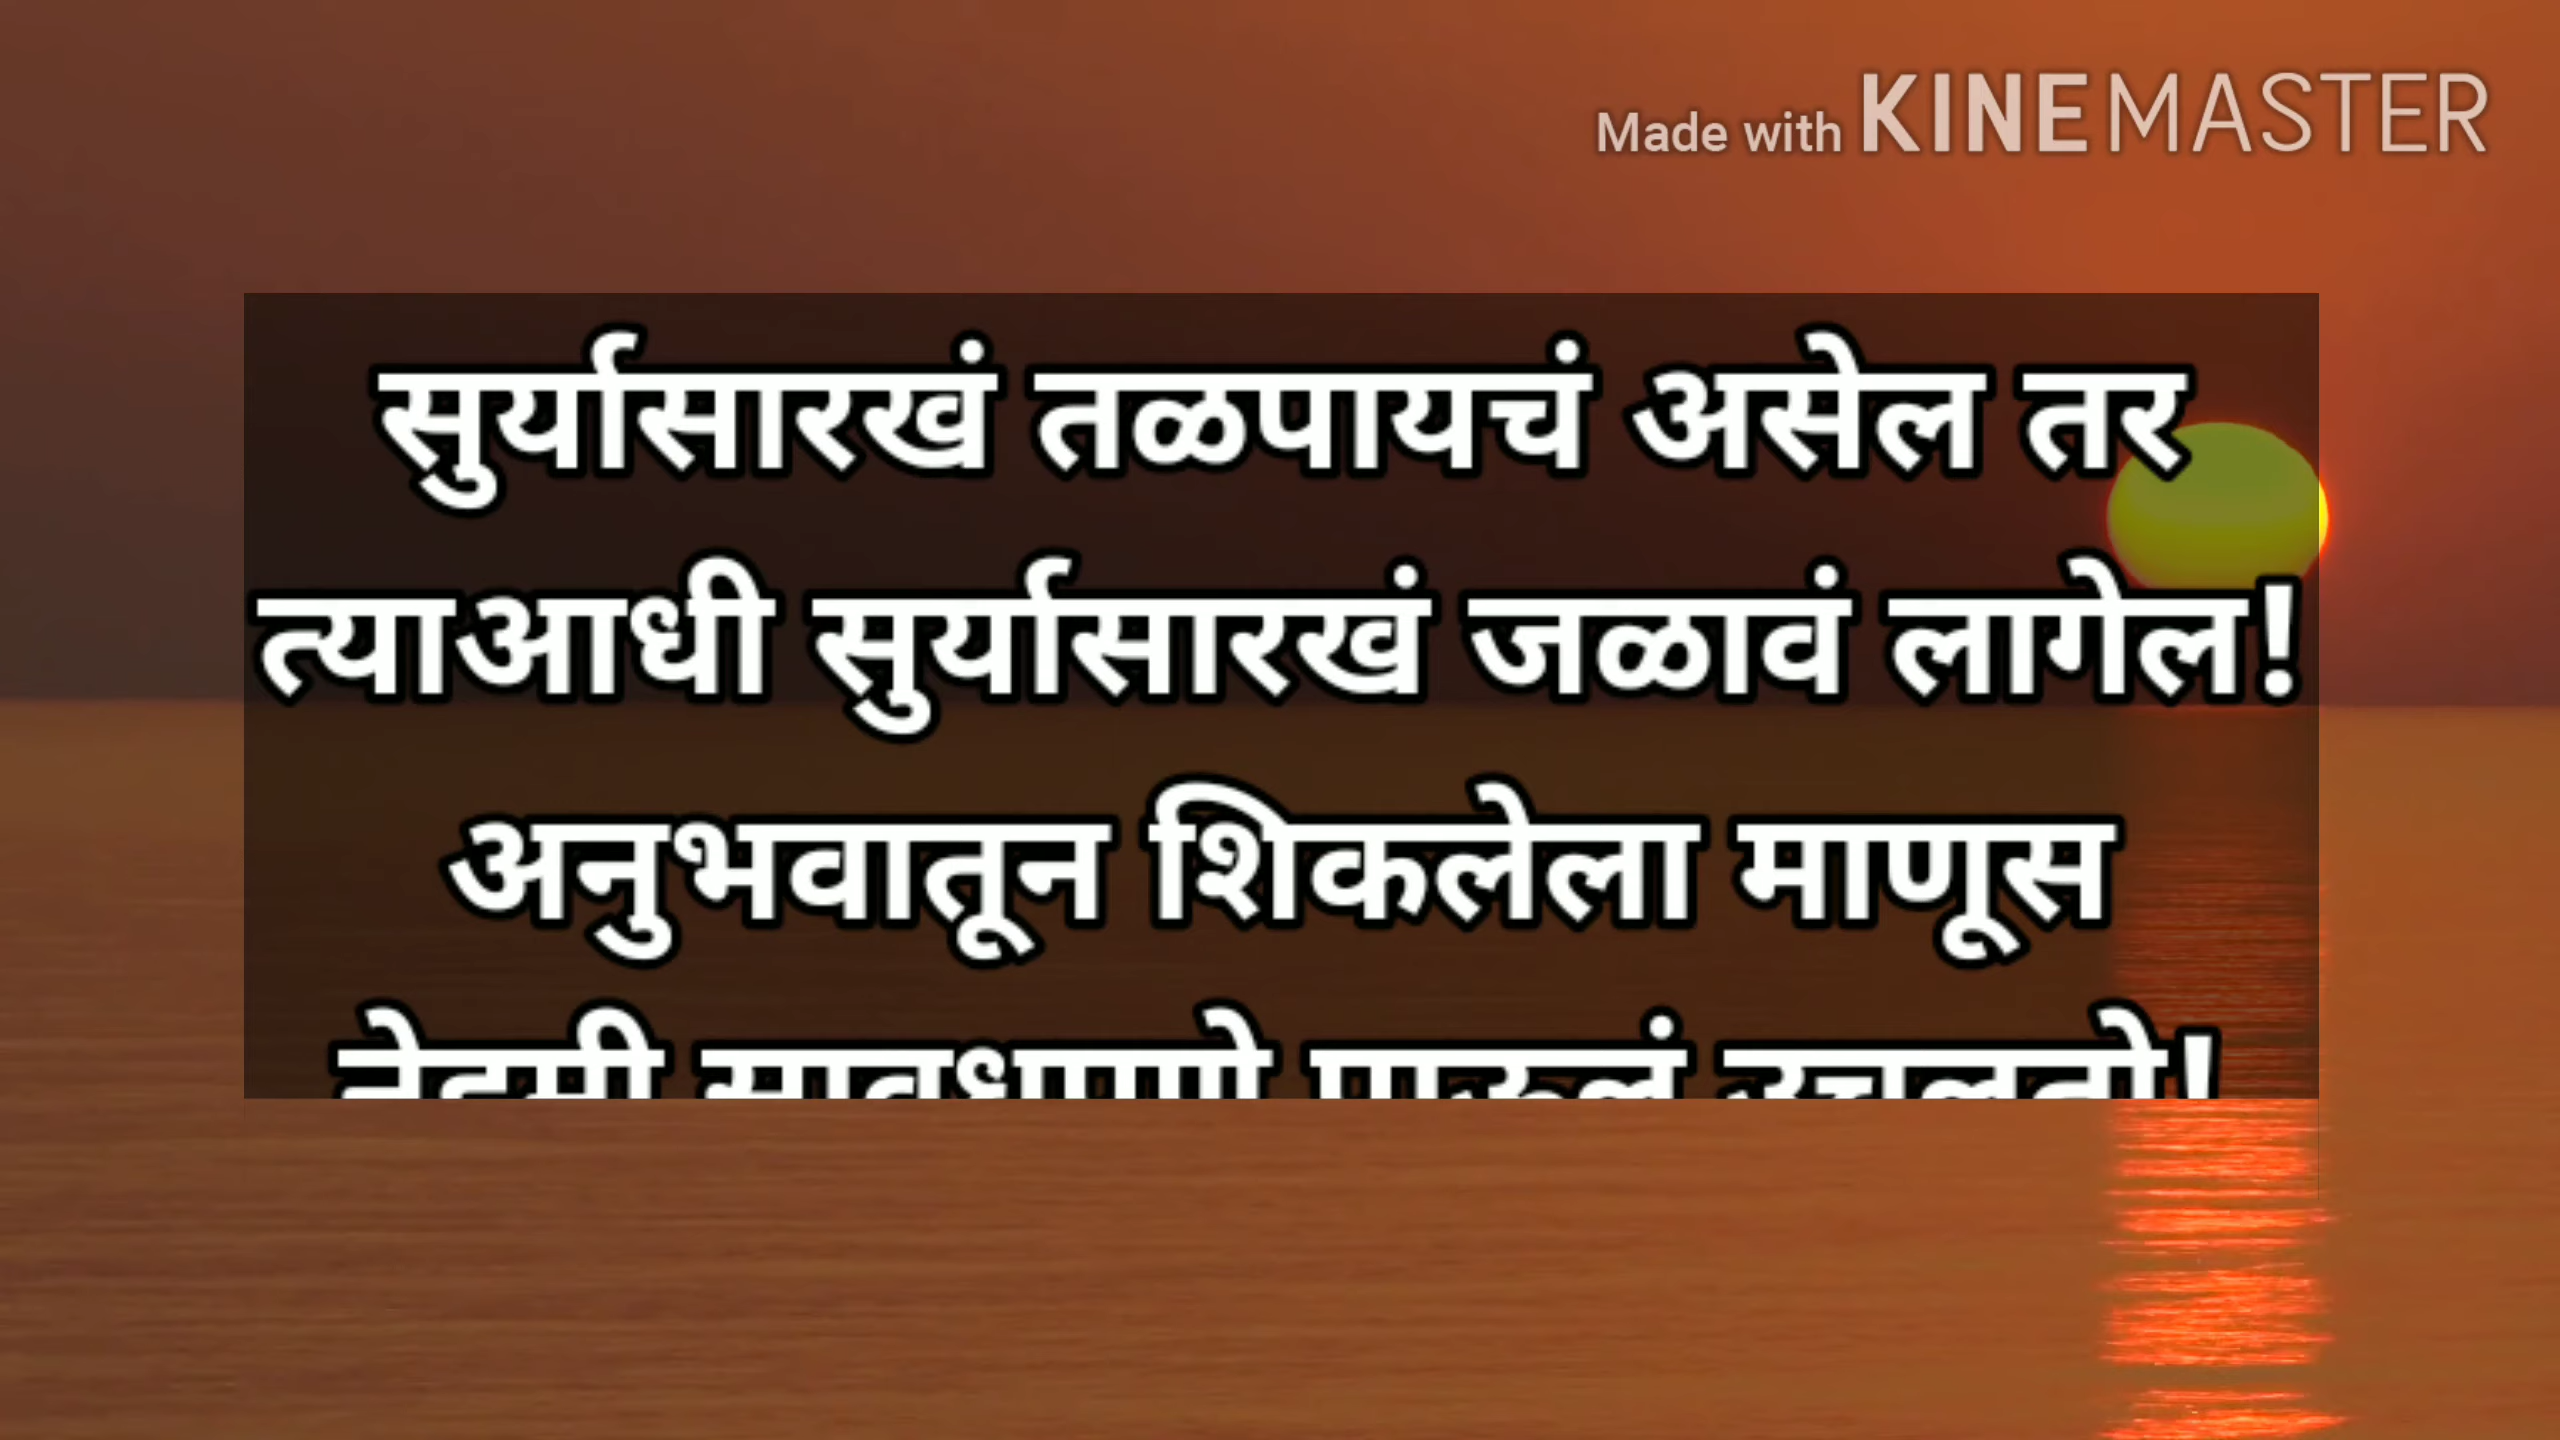 Made with KINEMASTER
सुर्यासारखं तळपायचं असेल तर
त्याआधी सुर्यासारखं जळावं लागेल!
अनुभवातून शिकलेला माणूस